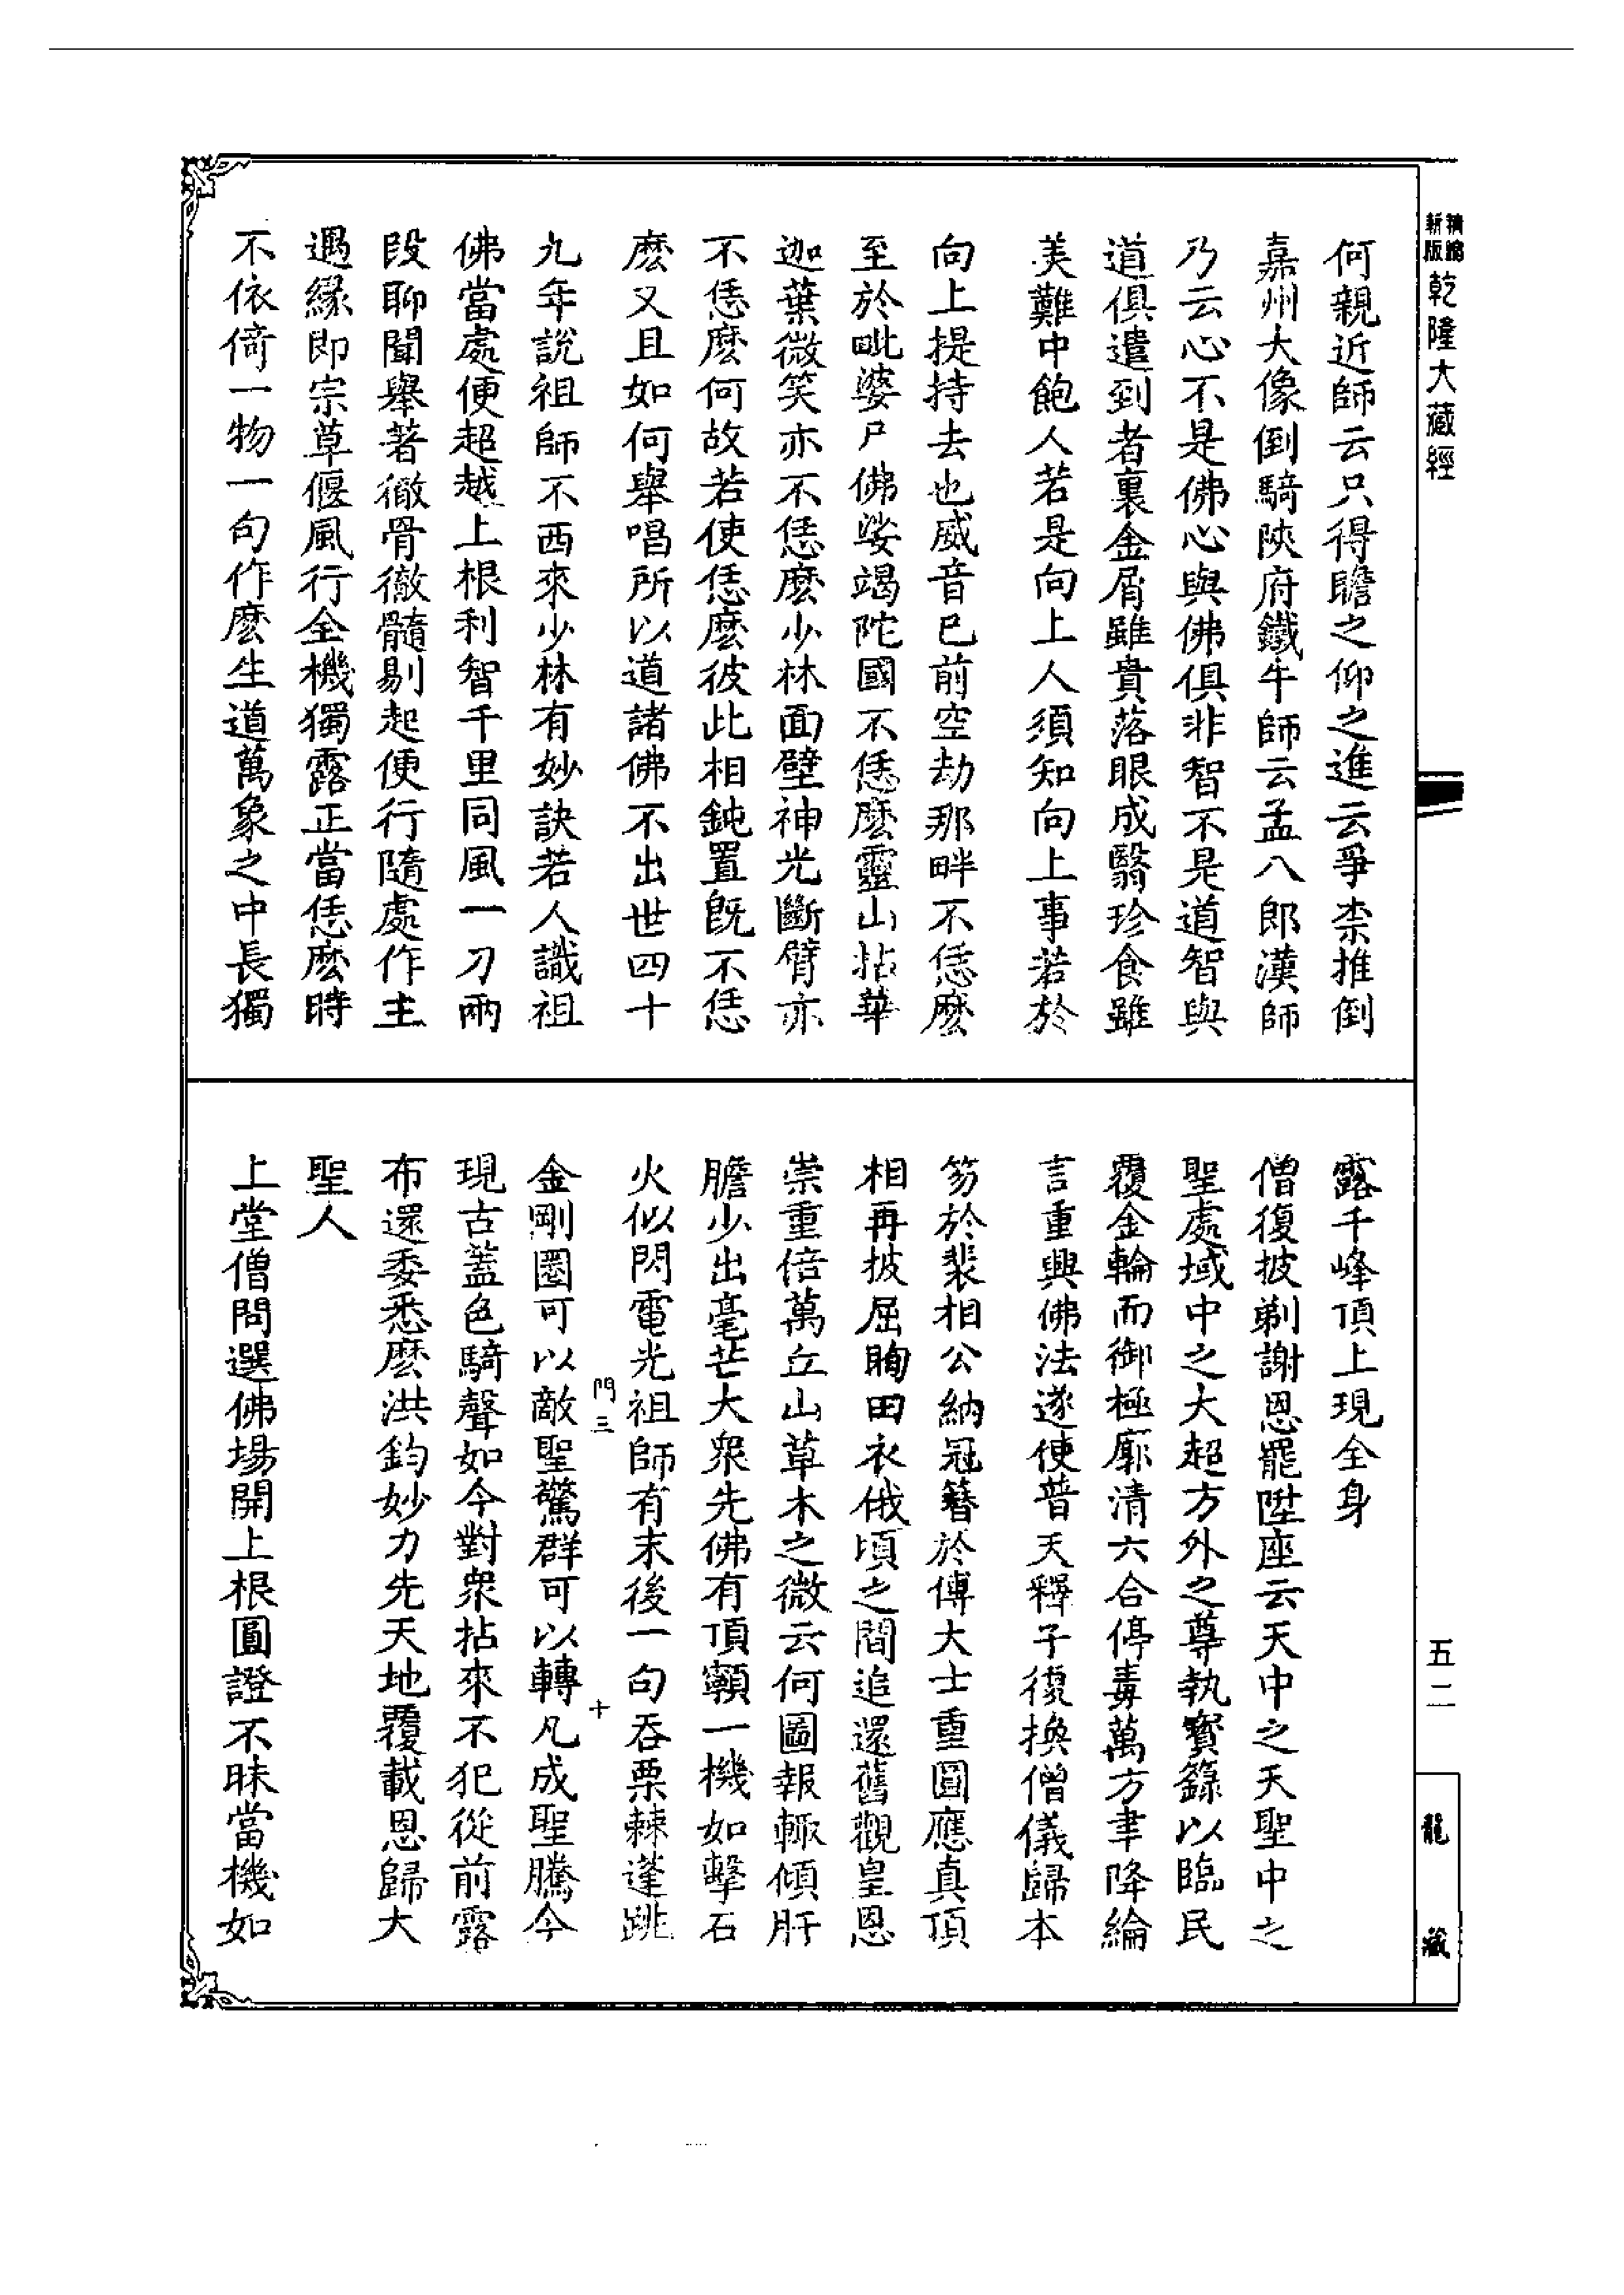 精縮新版乾隆大藏經
何親近師云只得瞻之仰之進云爭柰推倒
嘉州大像倒騎陝府鐵牛師云孟八郎漢師
乃云心不是佛心與佛俱非智不是道智與
道俱遣到者裏金屑雖貴落眼成翳珍食雖
美難中飽人若是向上人須知向上事若於
向上提持去也威音已前空劫那畔不恁麽
至於毗婆尸佛娑竭陀國不恁麽靈山拈華
迦葉微笑亦不恁麽少林面壁神光斷臂亦
不恁麽何故若使恁麽彼此相鈍置旣不恁
麽又且如何舉唱所以道諸佛不出世四十
九年說祖師不西來少林有妙訣若人識祖
佛當處便超越上根利智千里同風一刀兩
段聊聞舉著徹骨徹髓剔起便行隨處作主
遇緣即宗草偃風行全機獨露正當恁麽時
不依倚一物一句作麽生道萬象之中長獨
露千峰頂上現全身
僧復披剃謝恩罷陞座云天中之天聖中之
聖處域中之大超方外之尊執寳籙以臨民
覆金輪而御極廓清六合停毒萬方聿降綸
言重興佛法遂使普天釋子復換僧儀歸本
笏於裴相公納冠簪於傅大士重圓應真頂
相再披屈眴田衣俄頃之間追還舊觀皇恩
崇重倍萬丘山草木之微云何圖報輙傾肝
膽少出毫芒大衆先佛有頂𩕳一機如擊石
火似閃電光祖師有末後一句吞栗棘蓬跳
門三 十
金剛圈可以敵聖驚群可以轉凡成聖騰今
現古蓋色騎聲如今對衆拈來不犯從前露
布還委悉麽洪鈞妙力先天地覆載恩歸大
聖人
上堂僧問選佛場開上根圓證不昧當機如
五二
龍藏